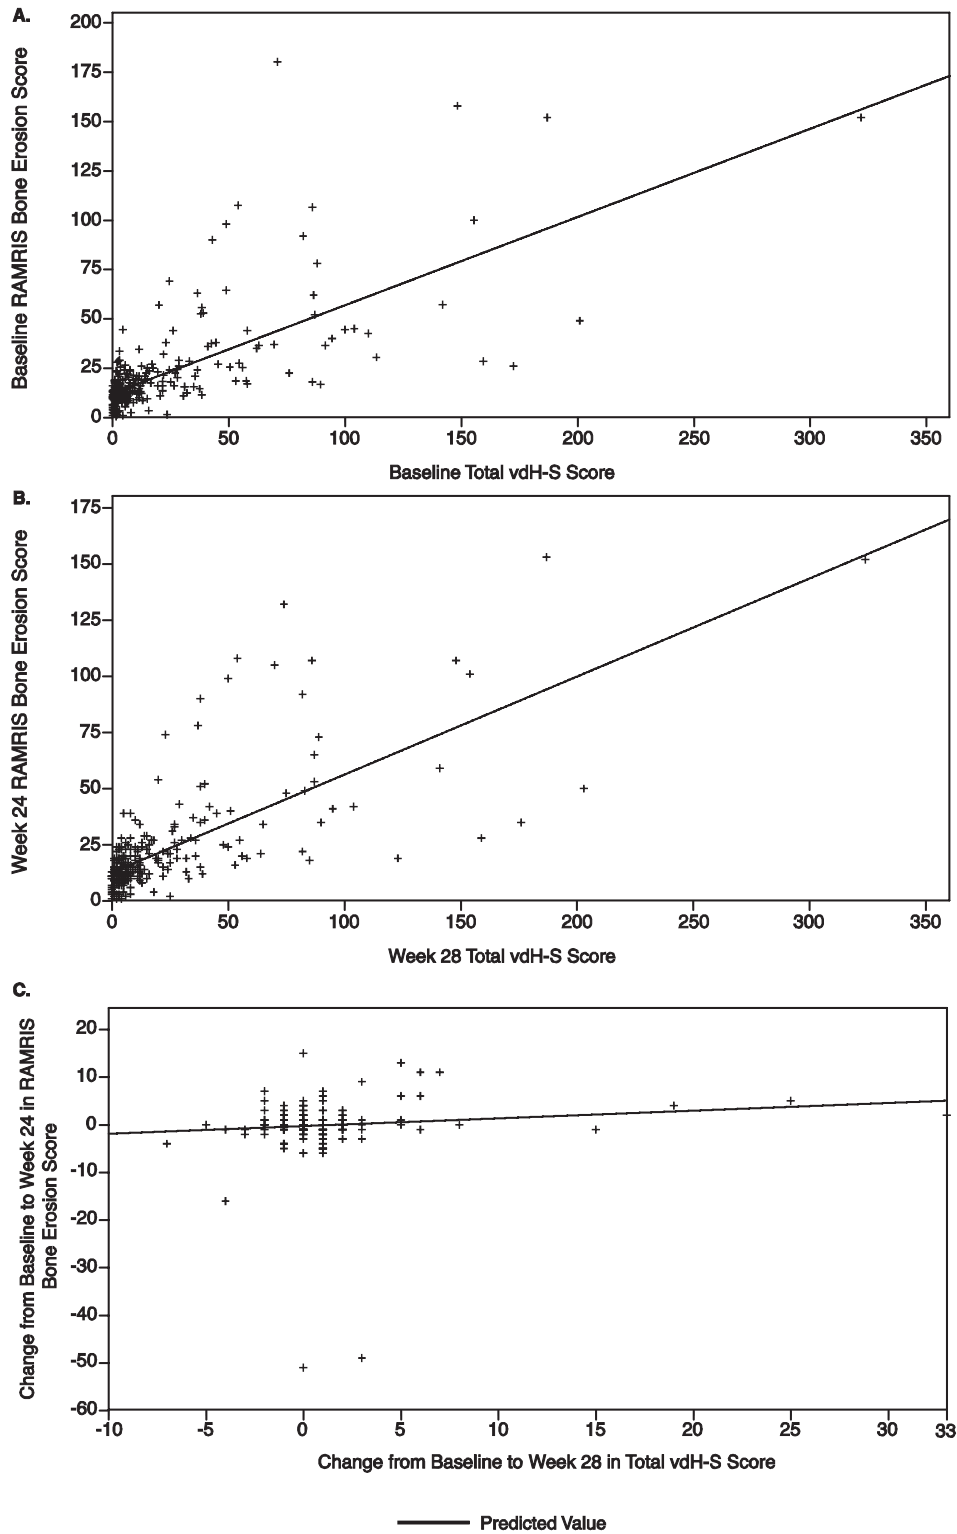 A.
Baseline RAMRIS Bone Erosion Score
200
175
150
125
100
75
50
25
0
0 50 100 150 200 250 300 350
Baseline Total vdH-S Score
B.
Week 24 RAMRIS Bone Erosion Score
175
150
125
100
75
50
25
0
0 50 100 150 200 250 300 350
Week 28 Total vdH-S Score
C.
Change from Baseline to Week 24 in RAMRIS
Bone Erosion Score
20
10
0
-10
-20
-30
-40
-50
-60
-10 -5 0 5 10 15 20 25 30 33
Change from Baseline to Week 28 in Total vdH-S Score
Predicted Value